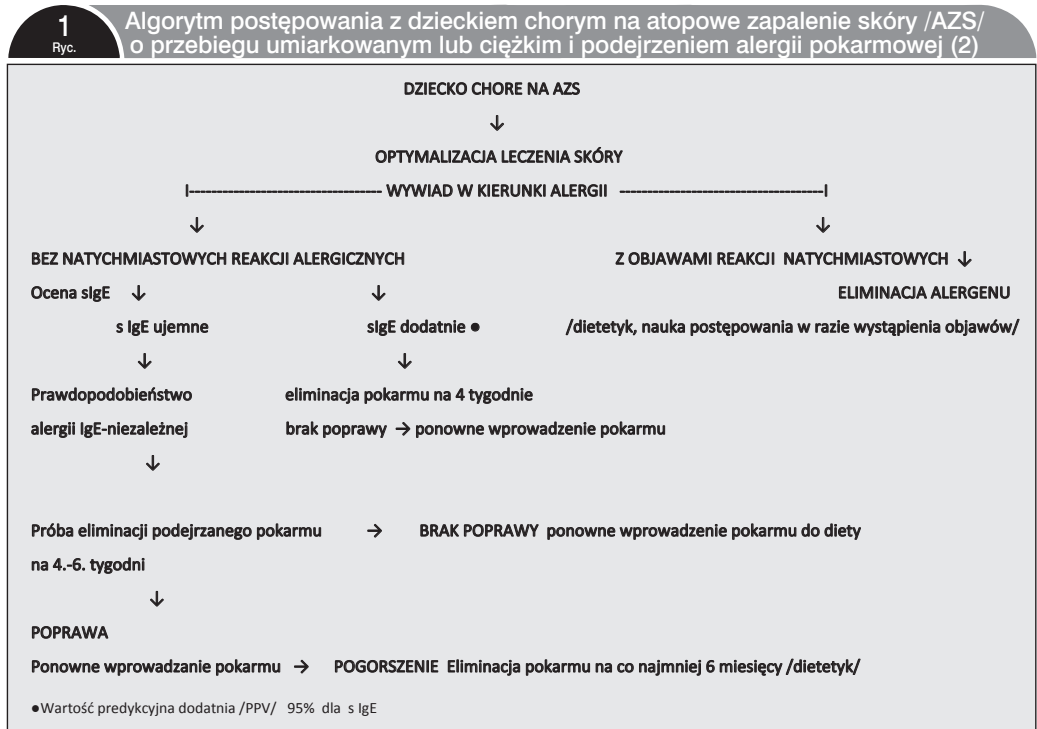 1
Ryc.
Algorytm postępowania z dzieckiem chorym na atopowe zapalenie skóry /AZS/
o przebiegu umiarkowanym lub ciężkim i podejrzeniem alergii pokarmowej (2)
DZIECKO CHORE NA AZS
↓
OPTYMALIZACJA LECZENIA SKÓRY
I---------------------------------- WYWIAD W KIERUNKI ALERGII ------------------------------------I
↓ ↓
BEZ NATYCHMIASTOWYCH REAKCJI ALERGICZNYCH Z OBJAWAMI REAKCJI NATYCHMIASTOWYCH ↓
Ocena sIgE ↓ ↓ ELIMINACJA ALERGENU
s IgE ujemne sIgE dodatnie ● /dietetyk, nauka postępowania w razie wystąpienia objawów/
↓ ↓
Prawdopodobieństwo eliminacja pokarmu na 4 tygodnie
alergii IgE-niezależnej brak poprawy → ponowne wprowadzenie pokarmu
↓
Próba eliminacji podejrzanego pokarmu → BRAK POPRAWY ponowne wprowadzenie pokarmu do diety
na 4.-6. tygodni
↓
POPRAWA
Ponowne wprowadzanie pokarmu → POGORSZENIE Eliminacja pokarmu na co najmniej 6 miesięcy /dietetyk/
●Wartość predykcyjna dodatnia /PPV/ 95% dla s IgE